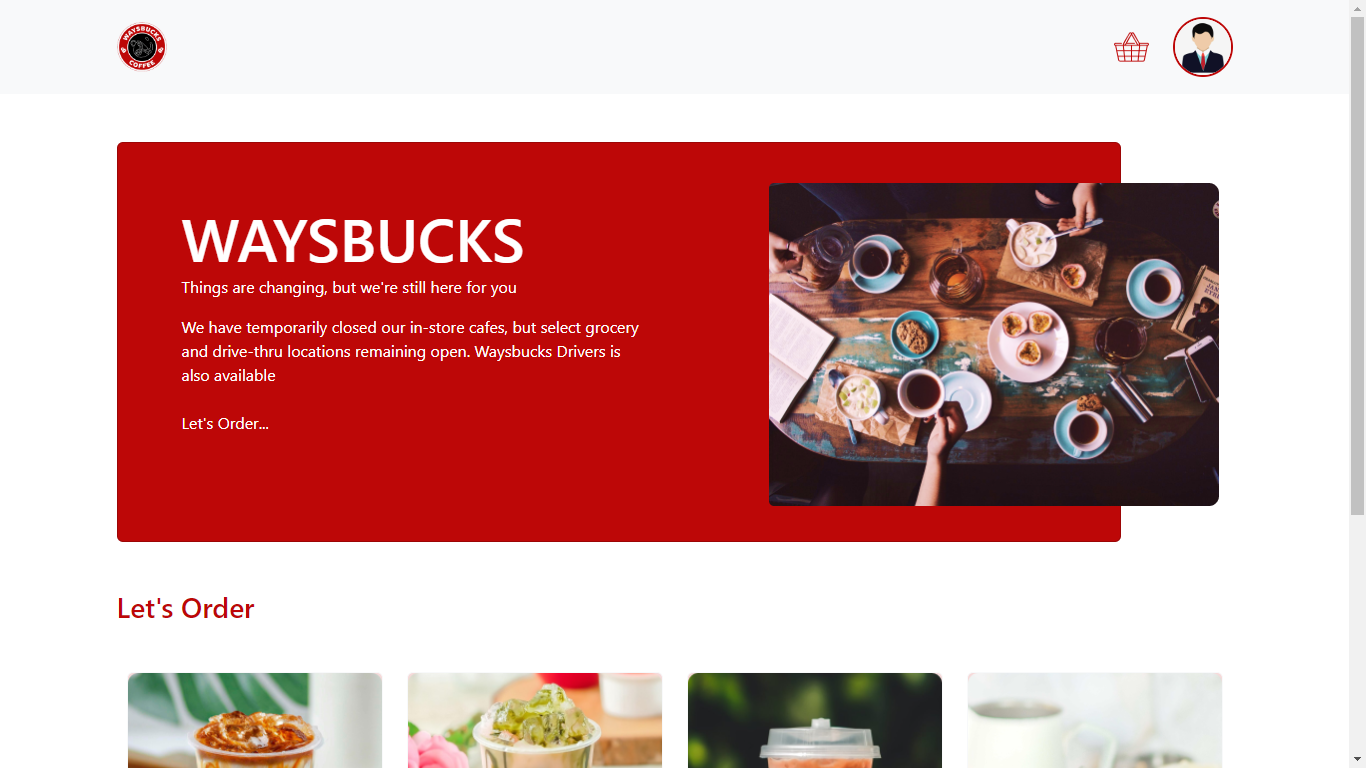 WAYSBUCKS
COFFEE
WAYSBUCKS
Things are changing, but we're still here for you
We have temporarily closed our in-store cafes, but select grocery
and drive-thru locations remaining open. Waysbucks Drivers is
also available
Let's Order...
Let's Order